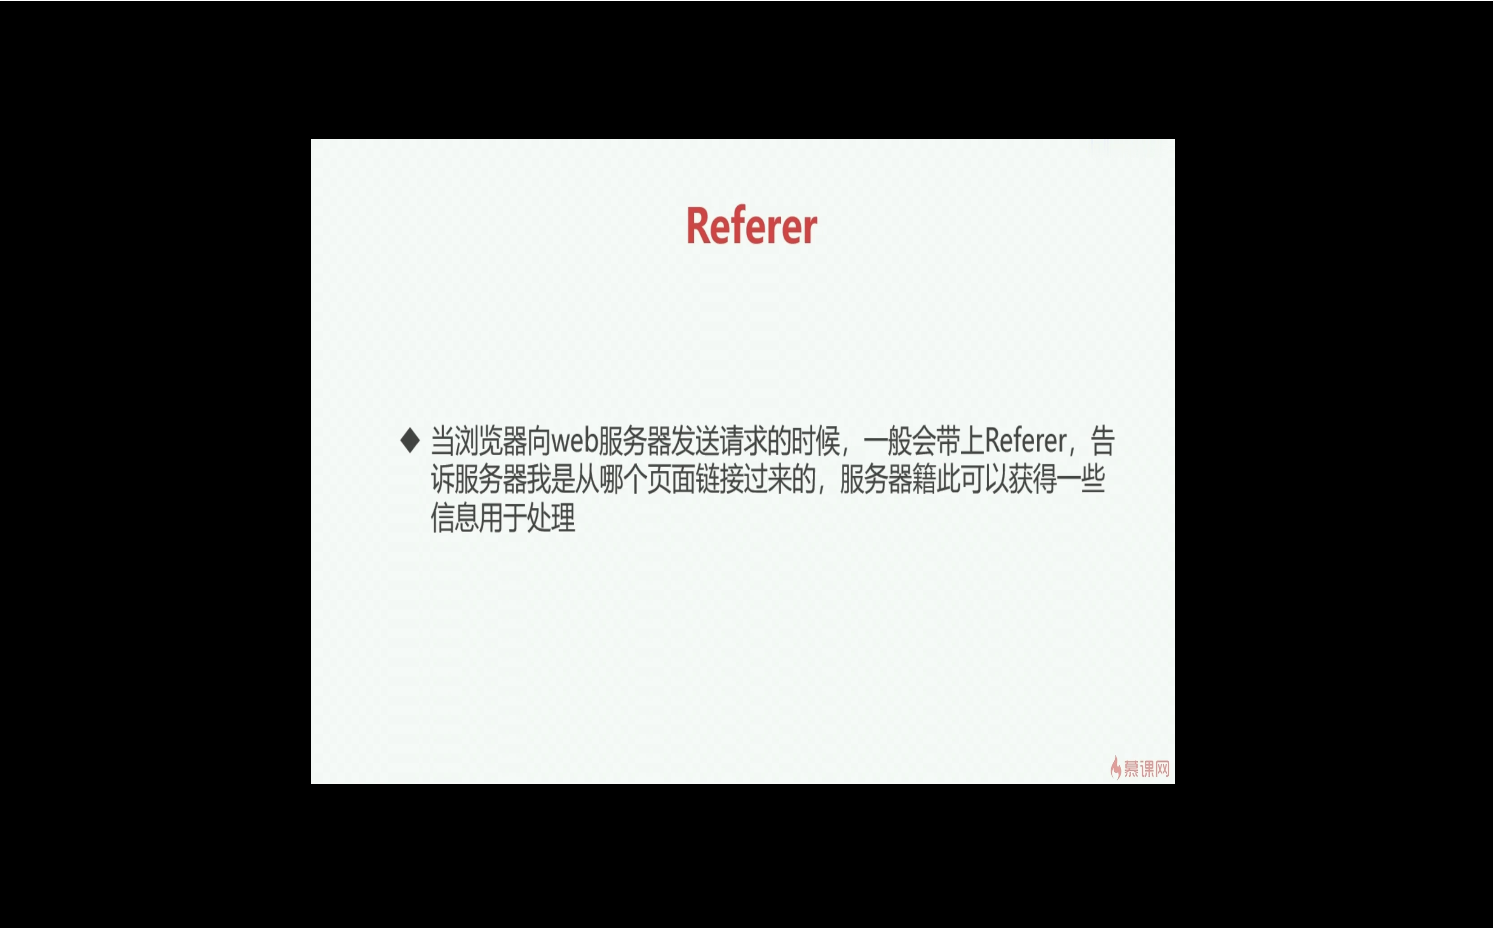 Referer
◆ 当浏览器向web服务器发送请求的时候，一般会带上Referer，告
诉服务器我是从哪个页面链接过来的，服务器籍此可以获得一些
信息用于处理
慕课网